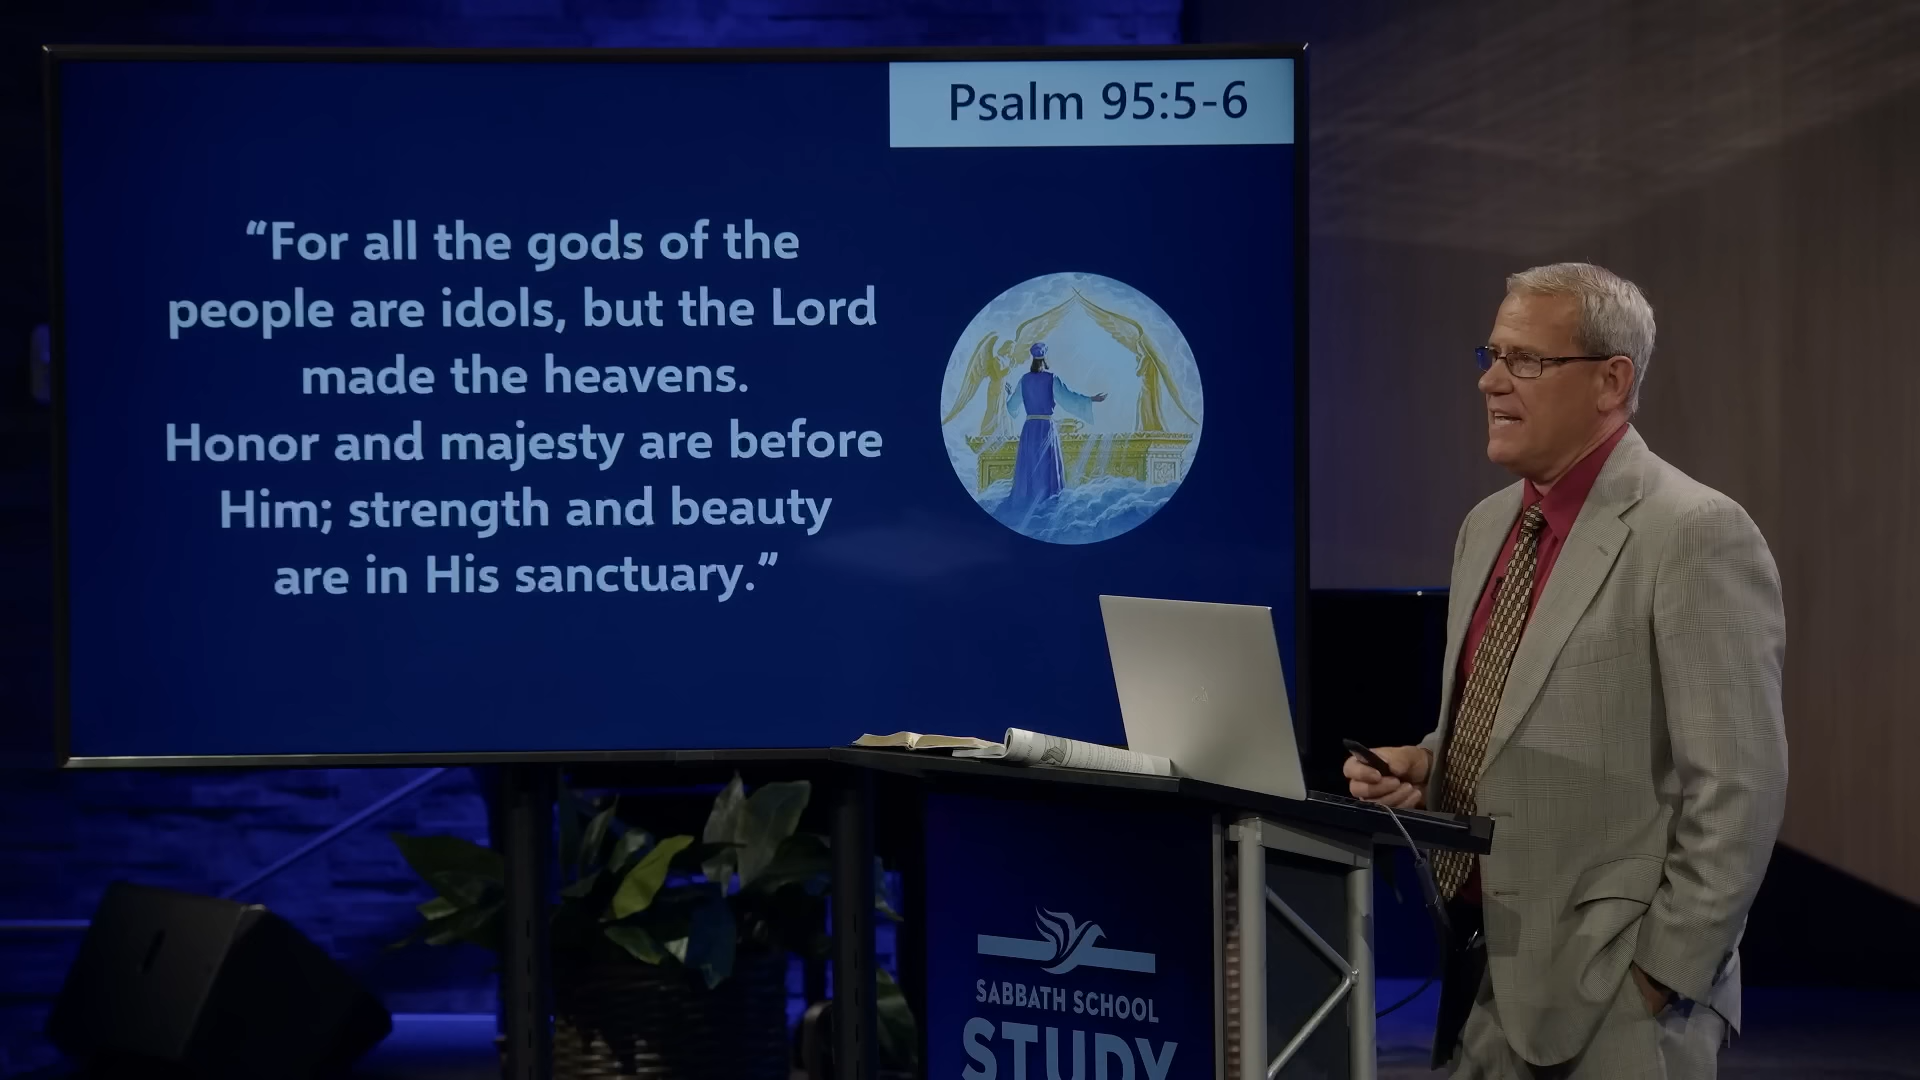 Psalm 95:5-6
“For all the gods of the
people are idols, but the Lord
made the heavens.
Honor and majesty are before
Him; strength and beauty
are in His sanctuary.”
SABBATH SCHOOL
STUDY